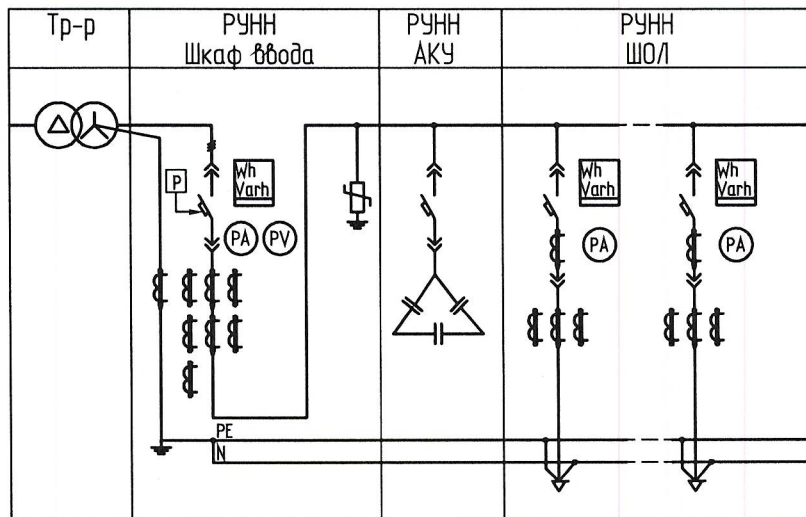 Тр-р
РУНН
Шкаф ввода
РУНН
АКУ
РУНН
ШОЛ
P
Wh
Varh
PA
PV
Wh
Varh
PA
Wh
Varh
PA
PE
N